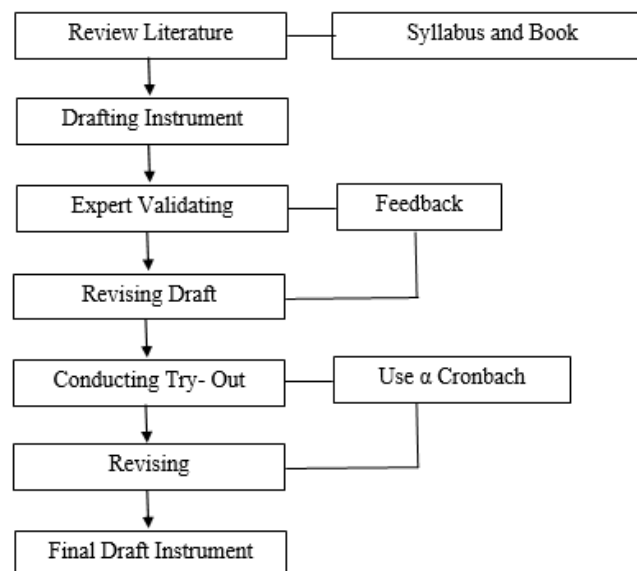 Review Literature
Syllabus and Book
Drafting Instrument
Expert Validating
Feedback
Revising Draft
Conducting Try- Out
Use α Cronbach
Revising
Final Draft Instrument